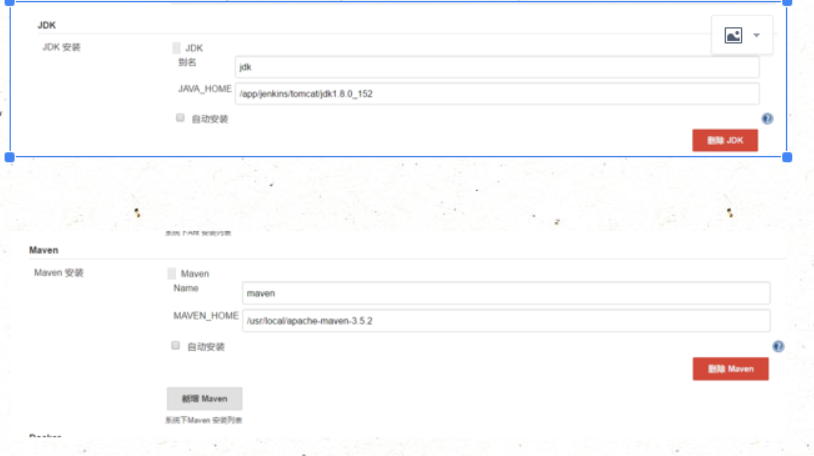 JDK
JDK 安装
JDK
别名
jdk
JAVA_HOME
/app/jenkins/tomcat/jdk1.8.0_152
自动安装
删除 JDK
Maven
Maven 安装
Maven
Name
maven
MAVEN_HOME
/usr/local/apache-maven-3.5.2
自动安装
删除 Maven
新增 Maven
系统下Maven 安装列表